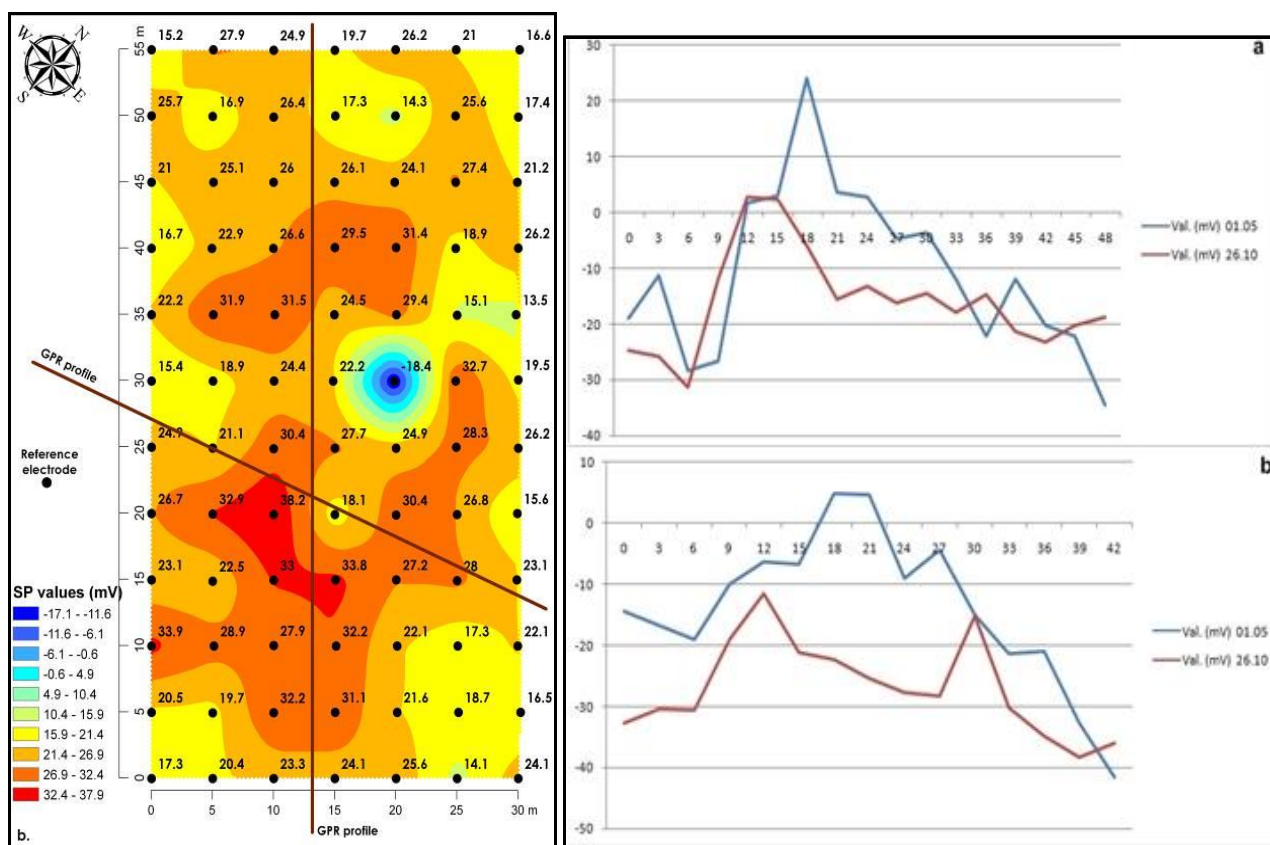 W N
S E
m
55
15.2 27.9 24.9 19.7 26.2 21 16.6
50
25.7 16.9 26.4 17.3 14.3 25.6 17.4
45
21 25.1 26 26.1 24.1 27.4 21.2
40
16.7 22.9 26.6 29.5 31.4 18.9 26.2
35
22.2 31.9 31.5 24.5 29.4 15.1 13.5
30
15.4 18.9 24.4 22.2 -18.4 32.7 19.5
GPR profile
25
24.9 21.1 30.4 27.7 24.9 28.3 26.2
Reference
electrode
20
26.7 32.9 38.2 18.1 30.4 26.8 15.6
15
23.1 22.5 33 33.8 27.2 28 23.1
10
33.9 28.9 27.9 32.2 22.1 17.3 22.1
5
20.5 19.7 32.2 31.1 21.6 18.7 16.5
0
17.3 20.4 23.3 24.1 25.6 14.1 24.1
SP values (mV)
-17.1 - -11.6
-11.6 - -6.1
-6.1 - -0.6
-0.6 - 4.9
4.9 - 10.4
10.4 - 15.9
15.9 - 21.4
21.4 - 26.9
26.9 - 32.4
32.4 - 37.9
0 5 10 15 20 25 30 m
b.
GPR profile
a
30
20
10
0
-10
-20
-30
-40
0 3 6 9 12 15 18 21 24 27 30 33 36 39 42 45 48
Val. (mV) 01.05
Val. (mV) 26.10
b
10
0
-10
-20
-30
-40
-50
0 3 6 9 12 15 18 21 24 27 30 33 36 39 42
Val. (mV) 01.05
Val. (mV) 26.10